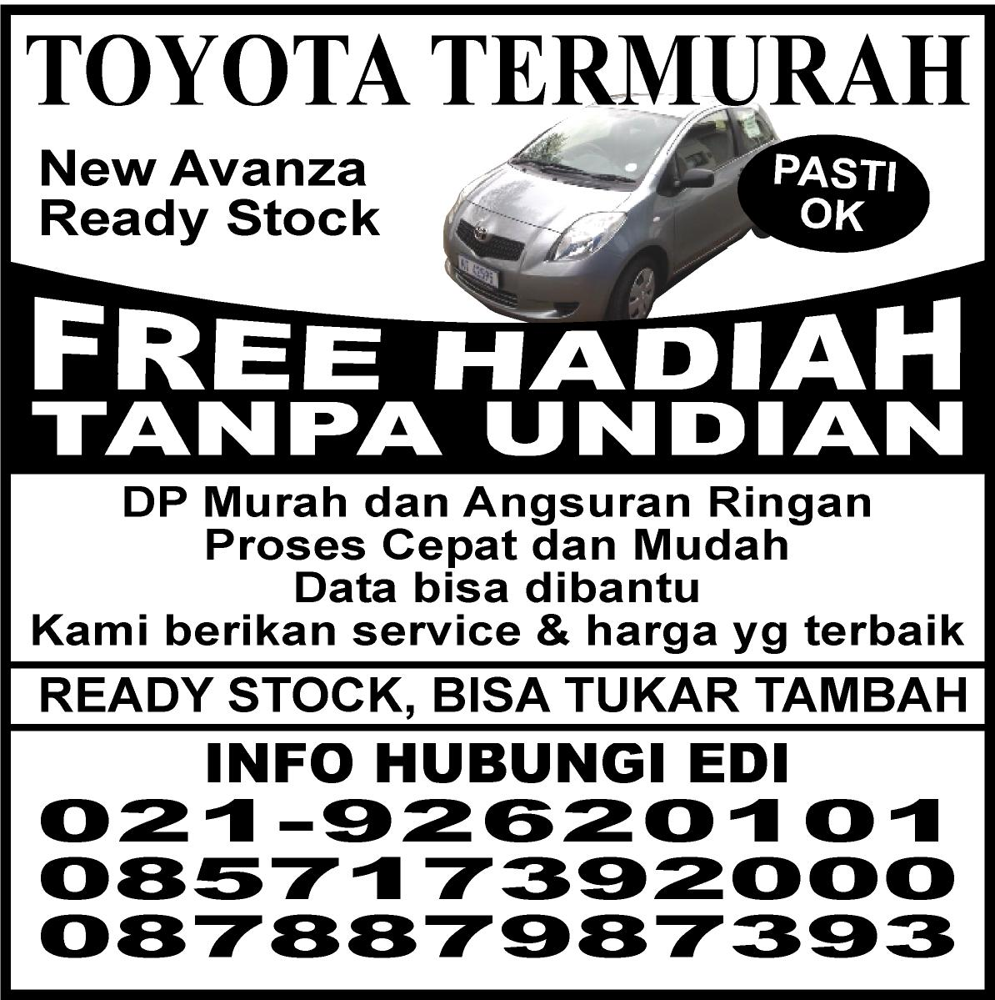 TOYOTA TERMURAH
New Avanza
Ready Stock
PASTI
OK
FREE HADIAH
TANPA UNDIAN
DP Murah dan Angsuran Ringan
Proses Cepat dan Mudah
Data bisa dibantu
Kami berikan service & harga yg terbaik
READY STOCK, BISA TUKAR TAMBAH
INFO HUBUNGI EDI
021-92620101
085717392000
087887987393